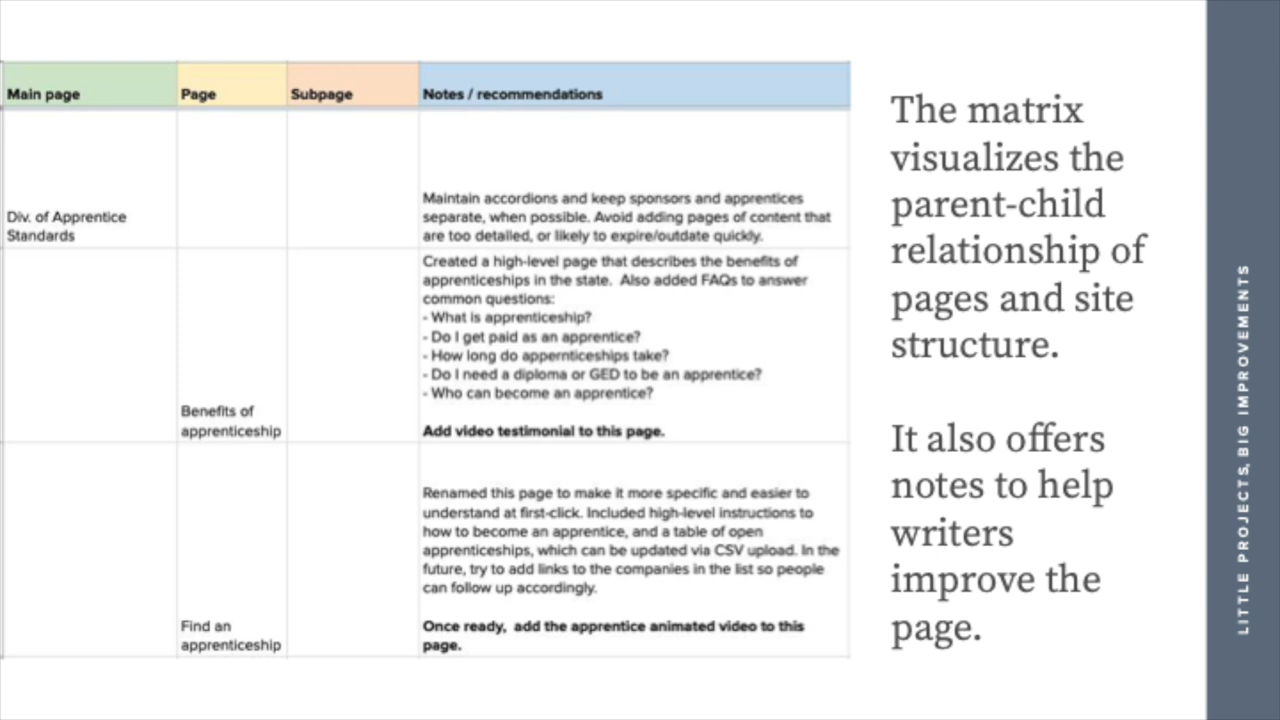 Main page
Page
Subpage
Notes / recommendations
Div. of Apprentice
Standards
Maintain accordions and keep sponsors and apprentices
separate, when possible. Avoid adding pages of content that
are too detailed, or likely to expire/outdate quickly.
Benefits of
apprenticeship
Created a high-level page that describes the benefits of
apprenticeships in the state.  Also added FAQs to answer
common questions:
- What is apprenticeship?
- Do I get paid as an apprentice?
- How long do appernticeships take?
- Do I need a diploma or GED to be an apprentice?
- Who can become an apprentice?
Add video testimonial to this page.
Find an
apprenticeship
Renamed this page to make it more specific and easier to
understand at first-click. Included high-level instructions to
how to become an apprentice, and a table of open
apprenticeships, which can be updated via CSV upload. In the
future, try to add links to the companies in the list so people
can follow up accordingly.
Once ready,  add the apprentice animated video to this
page.
The matrix
visualizes the
parent-child
relationship of
pages and site
structure.
It also offers
notes to help
writers
improve the
page.
LITTLE PROJECTS, BIG IMPROVEMENTS